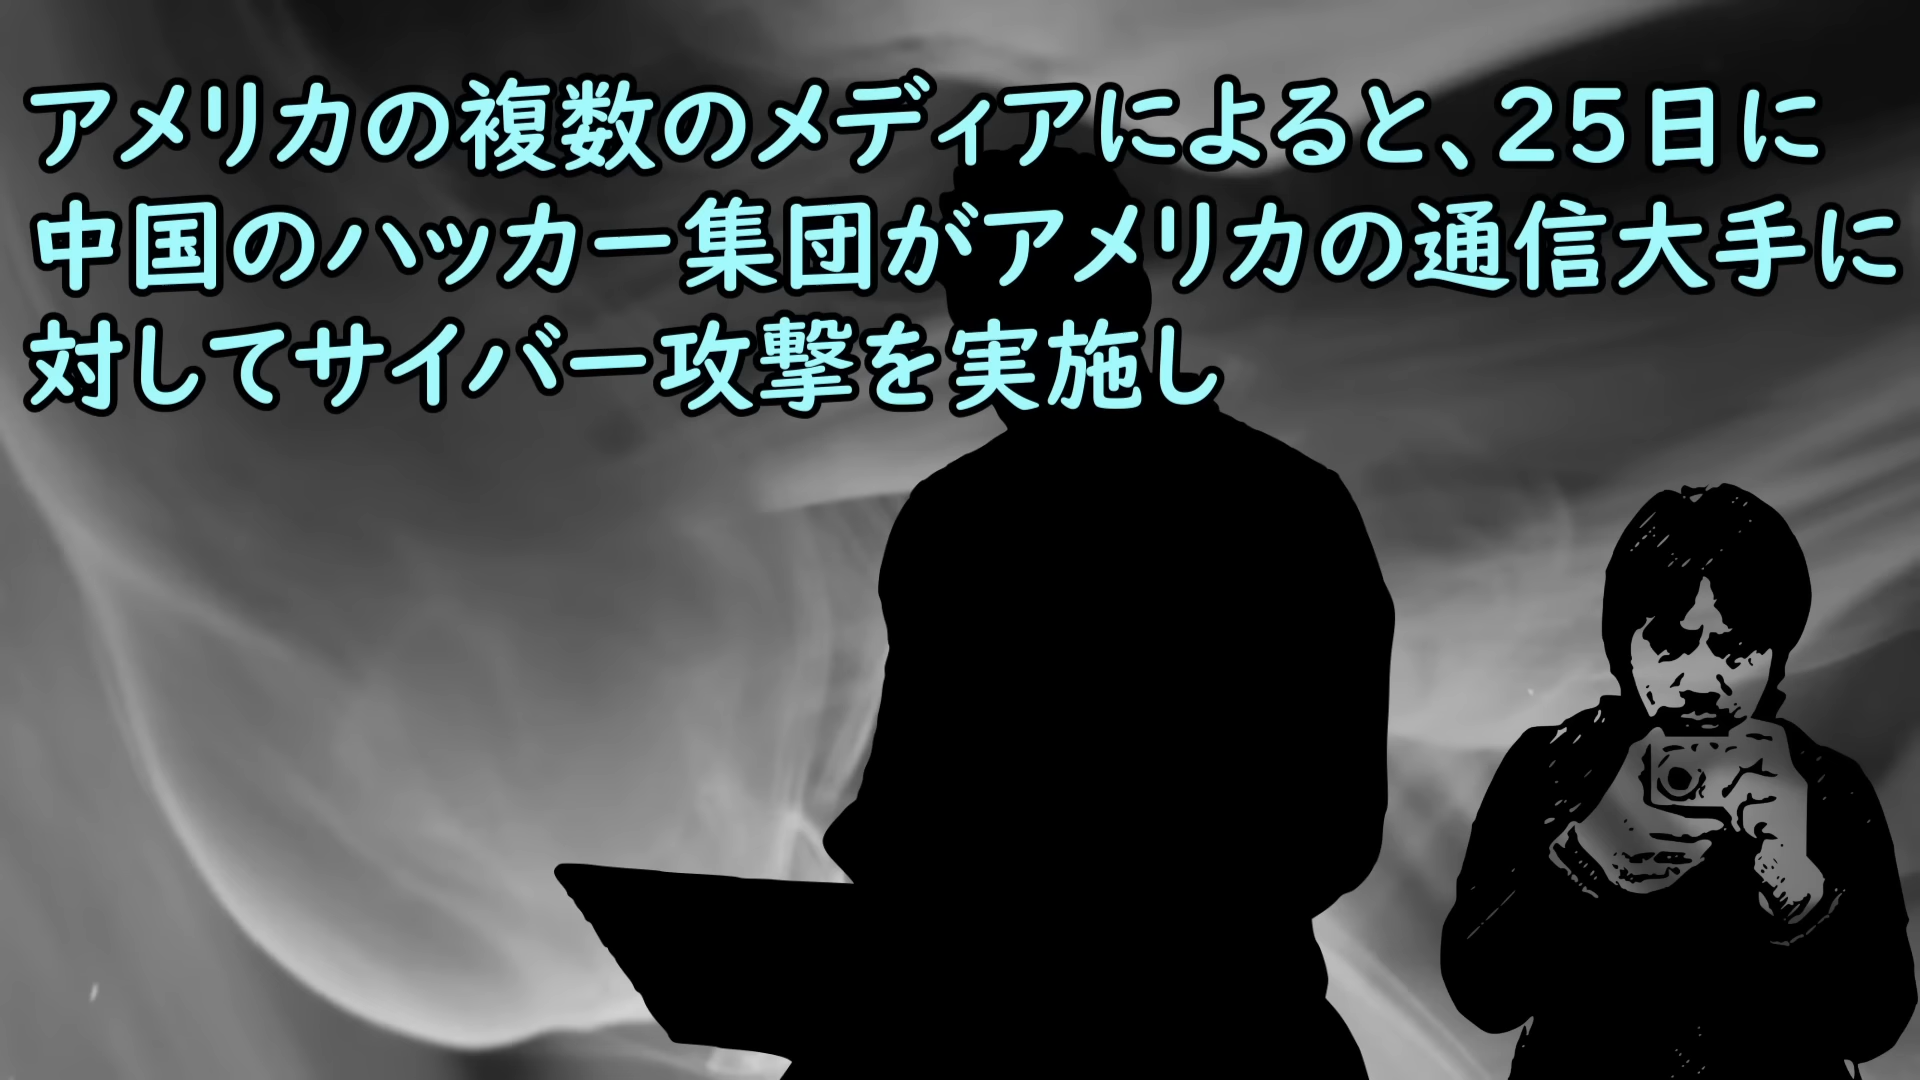 アメリカの複数のメディアによると、25日に
中国のハッカー集団がアメリカの通信大手に
対してサイバー攻撃を実施し